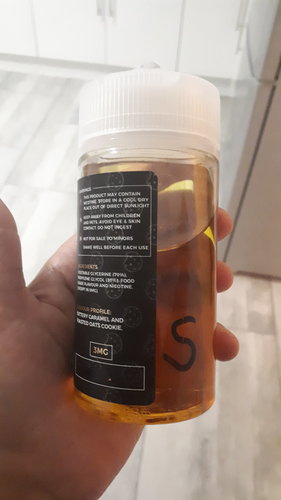 WARNINGS
THIS PRODUCT MAY CONTAIN
NICOTINE. STORE IN A COOL DRY
PLACE OUT OF DIRECT SUNLIGHT
KEEP AWAY FROM CHILDREN
AND PETS. AVOID EYE & SKIN
CONTACT. DO NOT INGEST
NOT FOR SALE TO MINORS
SHAKE WELL BEFORE EACH USE
INGREDIENTS
VEGETABLE GLYCERINE (70%),
PROPYLENE GLYCOL (30%), FOOD
GRADE FLAVOUR AND NICOTINE.
FLAVOUR PROFILE:
BUTTERY CARAMEL AND
ROASTED OATS COOKIE.
3MG
S